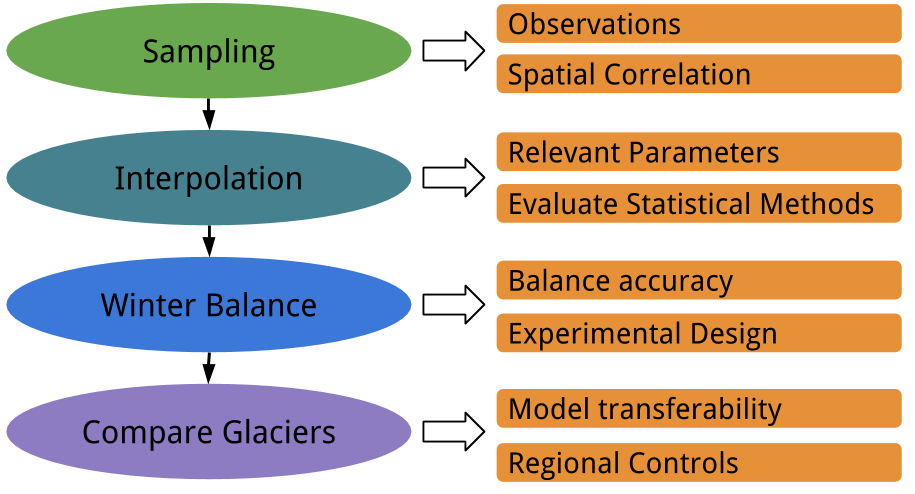 Sampling
Observations
Spatial Correlation
Interpolation
Relevant Parameters
Evaluate Statistical Methods
Winter Balance
Balance accuracy
Experimental Design
Compare Glaciers
Model transferability
Regional Controls